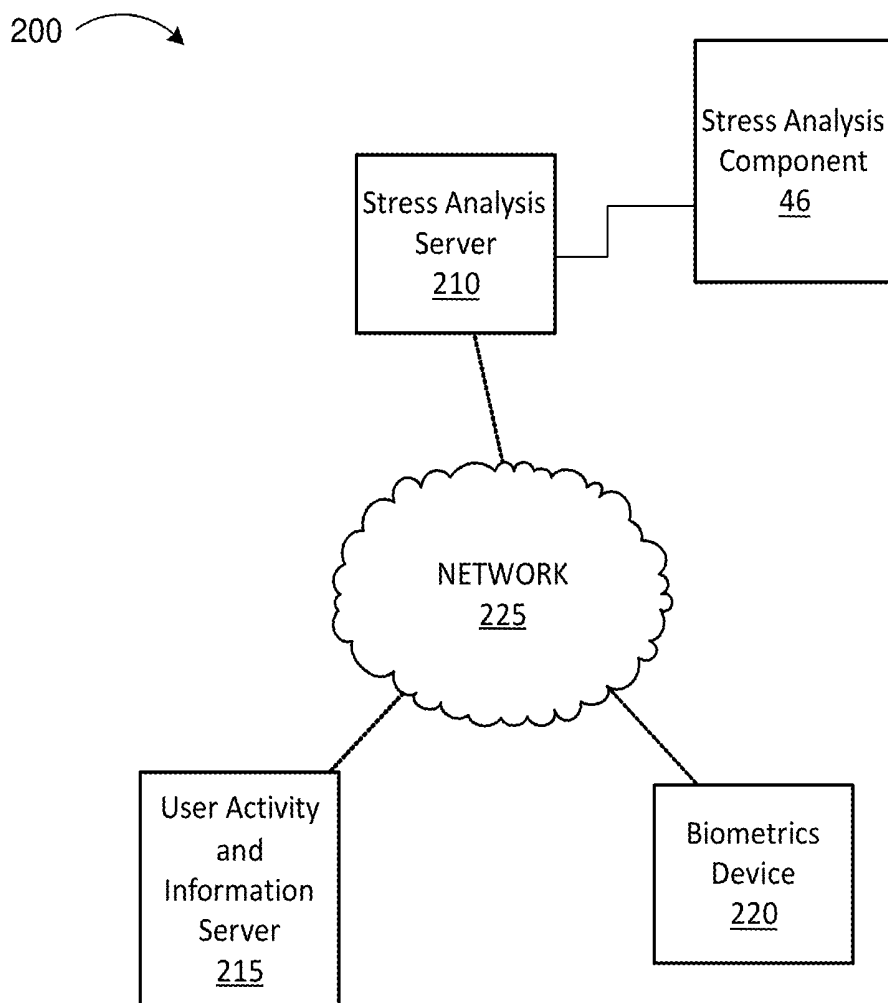 200
Stress Analysis
Component
46
Stress Analysis
Server
210
NETWORK
225
User Activity
and
Information
Server
215
Biometrics
Device
220